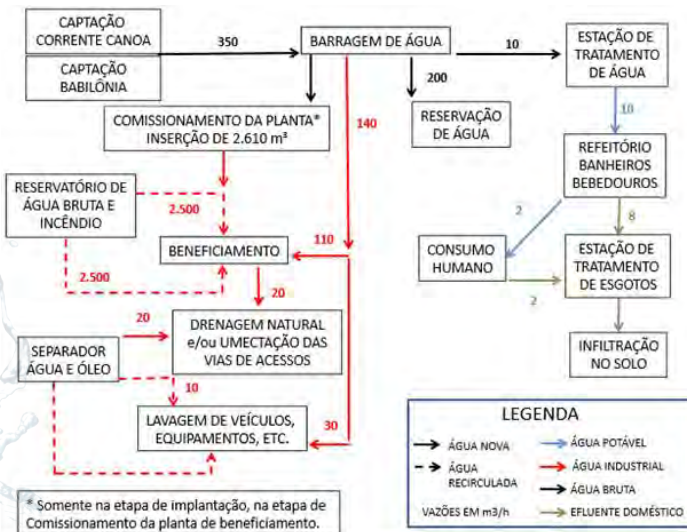 CAPTAÇÃO
CORRENTE CANOA
CAPTAÇÃO
BABILÔNIA
350
BARRAGEM DE ÁGUA
10
ESTAÇÃO DE
TRATAMENTO
DE ÁGUA
200
RESERVAÇÃO
DE ÁGUA
140
COMISSIONAMENTO DA PLANTA*
INSERÇÃO DE 2.610 m³
10
REFEITÓRIO
BANHEIROS
BEBEDOUROS
RESERVATÓRIO DE
ÁGUA BRUTA E
INCÊNDIO
2.500
2.500
BENEFICIAMENTO
110
2
8
CONSUMO
HUMANO
2
ESTAÇÃO DE
TRATAMENTO
DE ESGOTOS
20
20
DRENAGEM NATURAL
e/ou UMECTAÇÃO DAS
VIAS DE ACESSOS
SEPARADOR
ÁGUA E ÓLEO
10
INFILTRAÇÃO
NO SOLO
LAVAGEM DE VEÍCULOS,
EQUIPAMENTOS, ETC.
30
LEGENDA
ÁGUA NOVA
ÁGUA
RECIRCULADA
VAZÕES EM m3/h
ÁGUA POTÁVEL
ÁGUA INDUSTRIAL
ÁGUA BRUTA
EFLUENTE DOMÉSTICO
* Somente na etapa de implantação, na etapa de
Comissionamento da planta de beneficiamento.